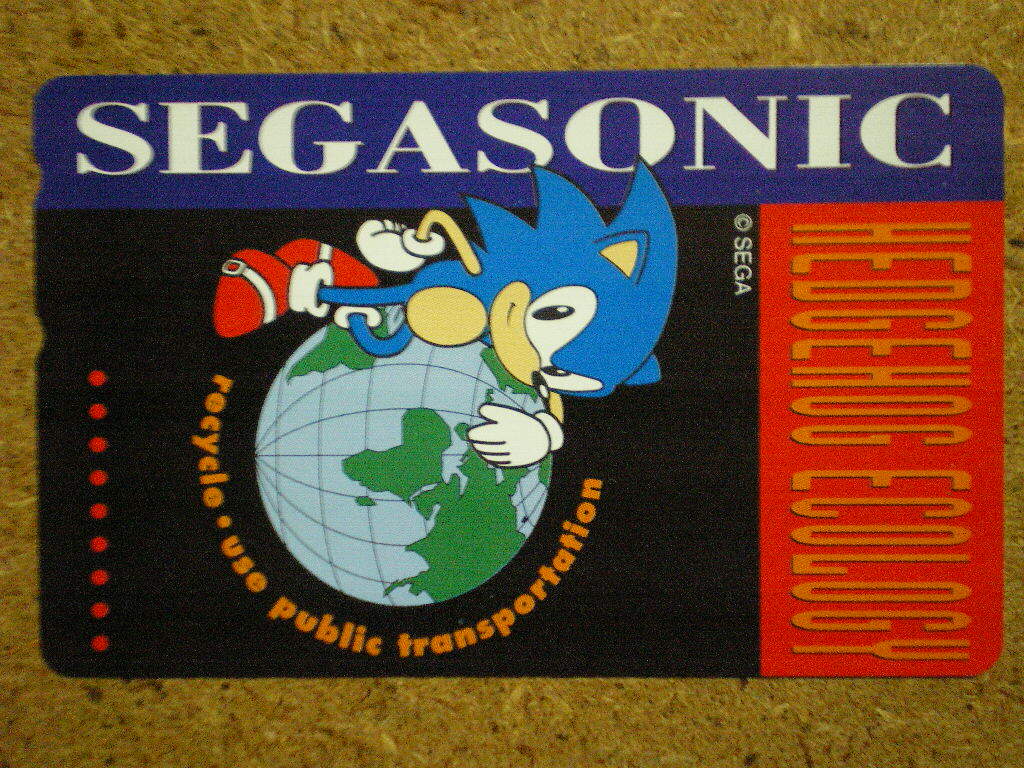 SEGASONIC
© SEGA
HEDGEHOG ECOLOGY
recycle • use public transportation